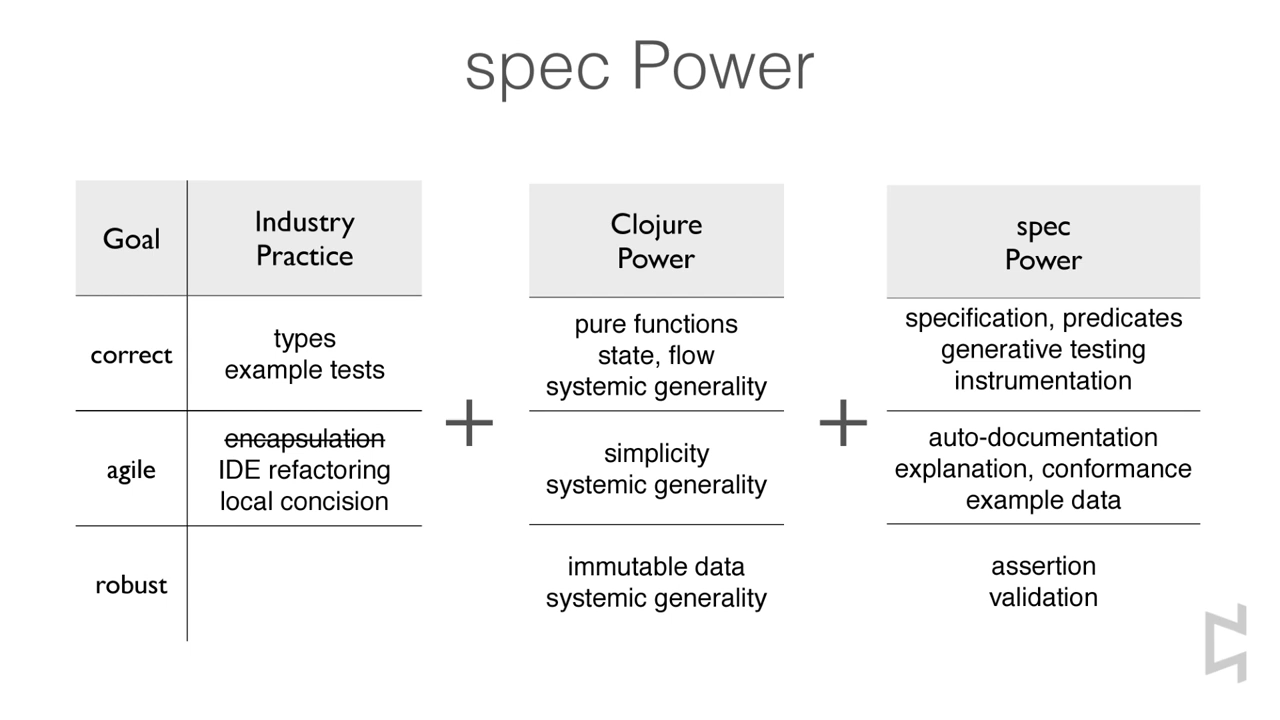 spec Power
Goal
Industry
Practice
Clojure
Power
spec
Power
correct
types
example tests
pure functions
state, flow
systemic generality
specification, predicates
generative testing
instrumentation
agile
encapsulation
IDE refactoring
local concision
simplicity
systemic generality
auto-documentation
explanation, conformance
example data
robust
immutable data
systemic generality
assertion
validation
+
+